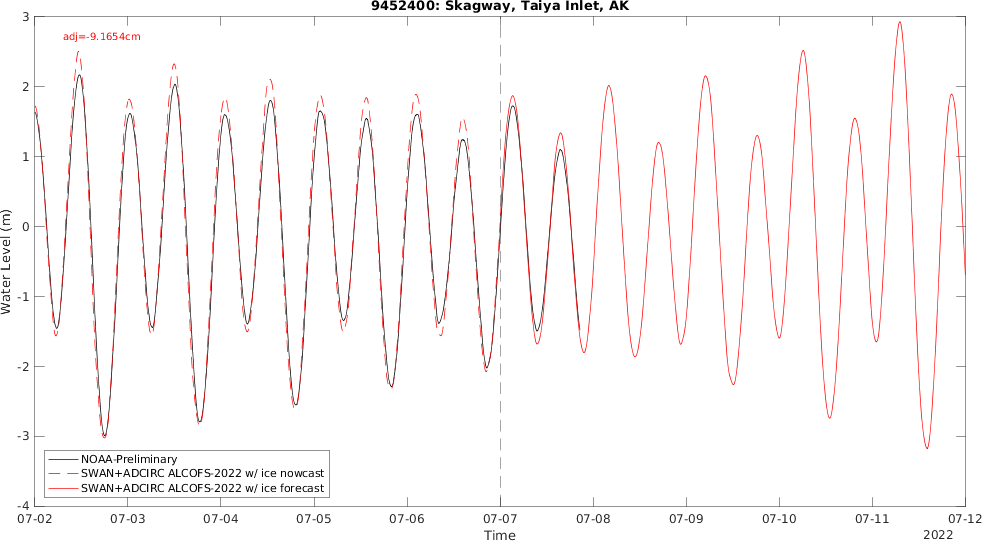 9452400: Skagway, Taiya Inlet, AK
adj=-9.1654cm
3
2
1
0
-1
-2
-3
-4
Water Level (m)
NOAA-Preliminary
SWAN+ADCIRC ALCOFS-2022 w/ ice nowcast
SWAN+ADCIRC ALCOFS-2022 w/ ice forecast
07-02 07-03 07-04 07-05 07-06 07-07 07-08 07-09 07-10 07-11 07-12
Time
2022